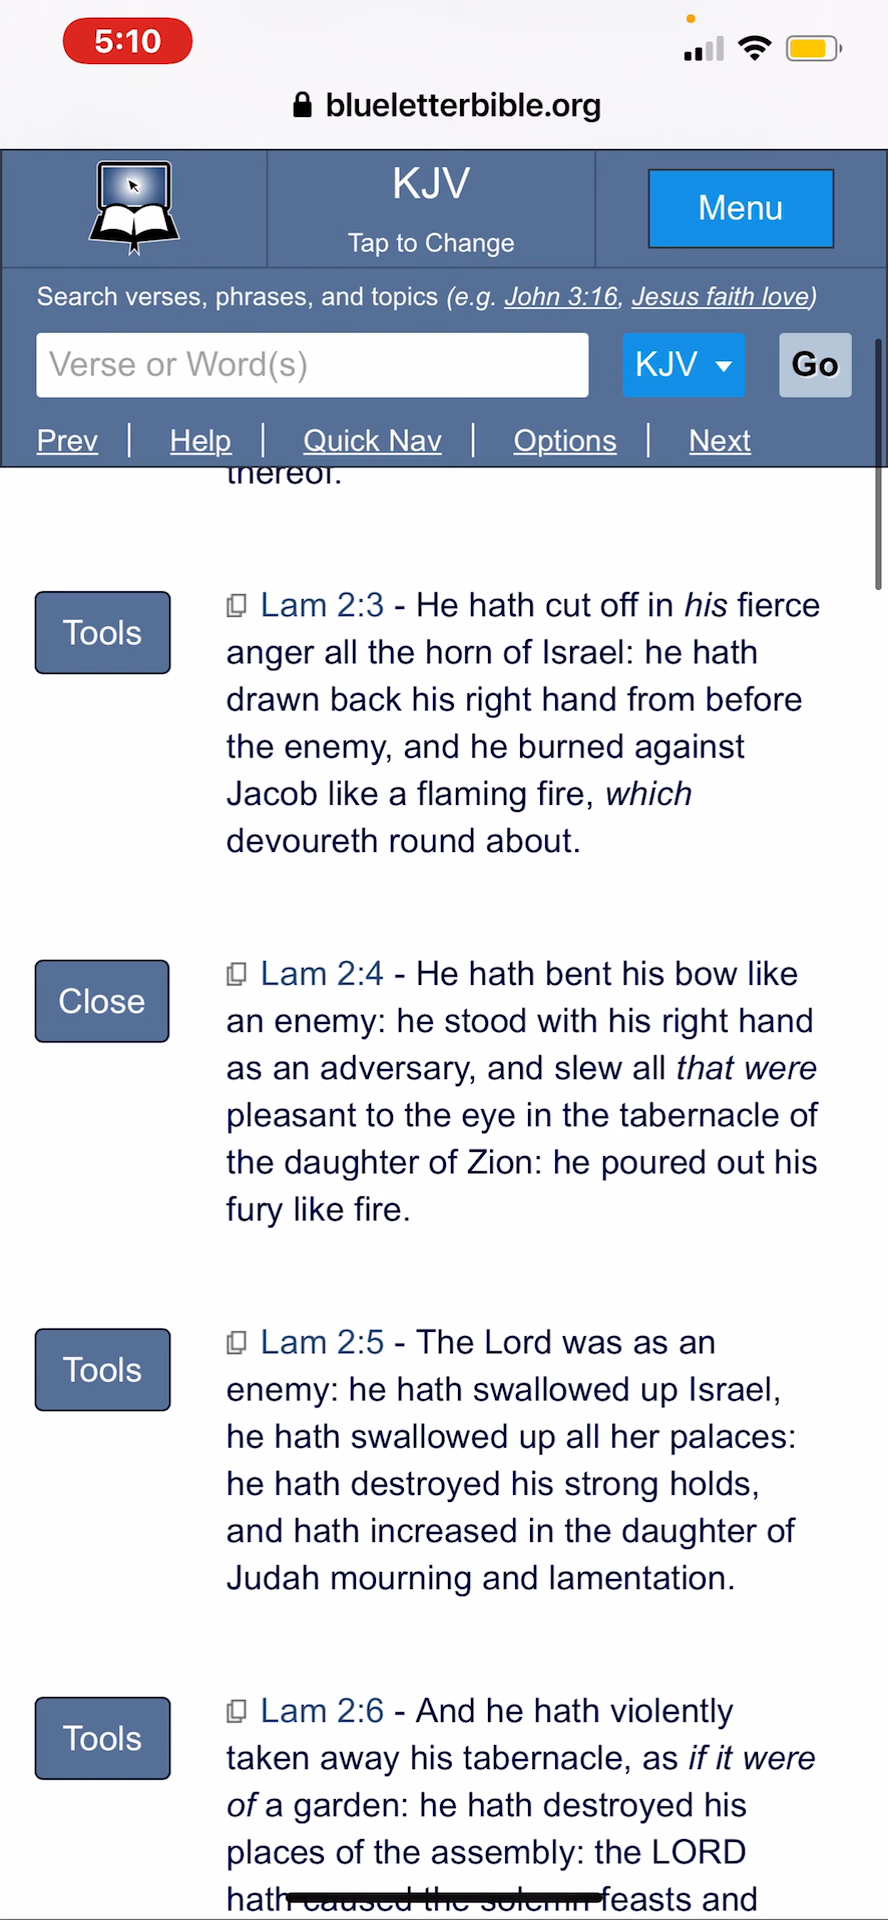 5:10
blueletterbible.org
KJV
Tap to Change
Menu
Search verses, phrases, and topics (e.g. John 3:16, Jesus faith love)
Verse or Word(s)
KJV
Go
Prev | Help | Quick Nav | Options | Next
thereof.
Tools
Lam 2:3 - He hath cut off in his fierce
anger all the horn of Israel: he hath
drawn back his right hand from before
the enemy, and he burned against
Jacob like a flaming fire, which
devoureth round about.
Close
Lam 2:4 - He hath bent his bow like
an enemy: he stood with his right hand
as an adversary, and slew all that were
pleasant to the eye in the tabernacle of
the daughter of Zion: he poured out his
fury like fire.
Tools
Lam 2:5 - The Lord was as an
enemy: he hath swallowed up Israel,
he hath swallowed up all her palaces:
he hath destroyed his strong holds,
and hath increased in the daughter of
Judah mourning and lamentation.
Tools
Lam 2:6 - And he hath violently
taken away his tabernacle, as if it were
of a garden: he hath destroyed his
places of the assembly: the LORD
hath caused the solemn feasts and